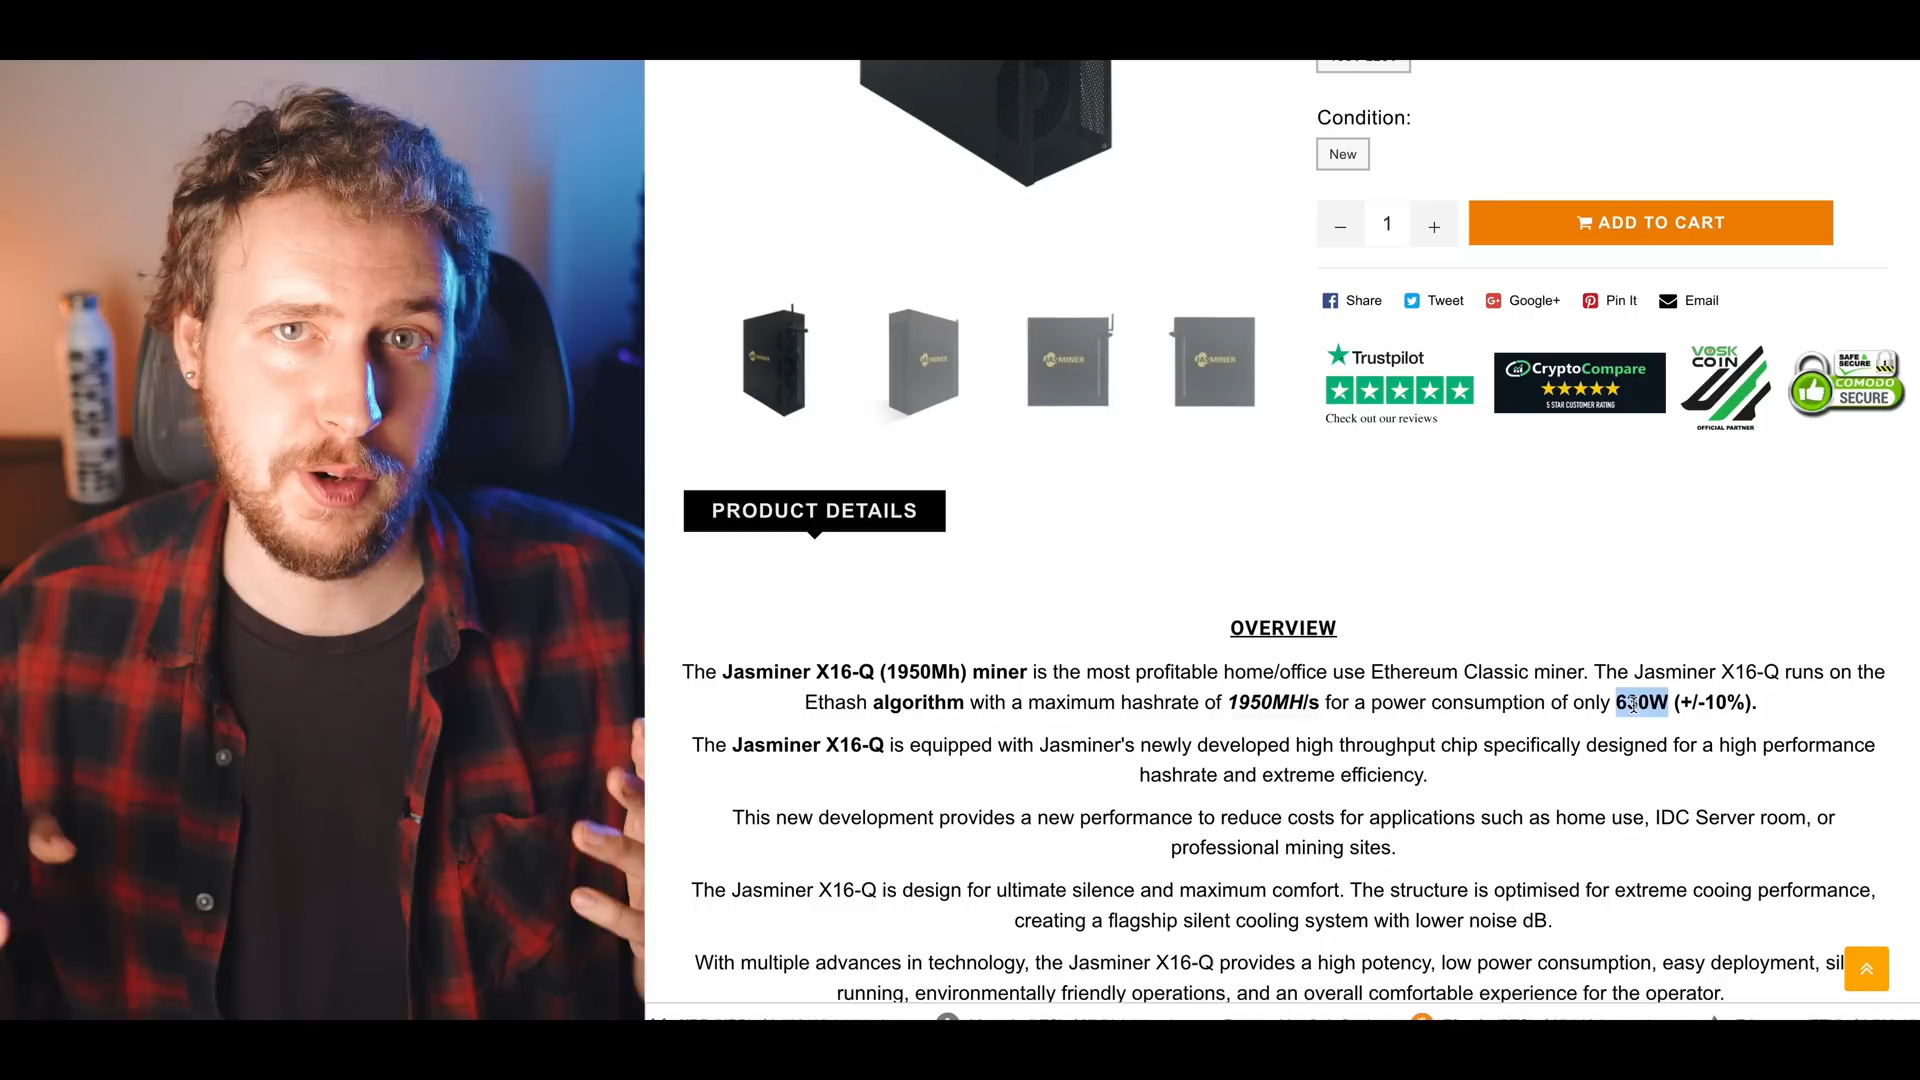 Condition:
New
– 1 + ADD TO CART
Share Tweet Google+ Pin It Email
Trustpilot
Check out our reviews
CryptoCompare
5 STAR CUSTOMER RATING
VOSK
COIN
OFFICIAL PARTNER
SAFE &
SECURE
COMODO
SECURE
JASMINER
JASMINER
JASMINER
JASMINER
PRODUCT DETAILS
OVERVIEW
The Jasminer X16-Q (1950Mh) miner is the most profitable home/office use Ethereum Classic miner. The Jasminer X16-Q runs on the
Ethash algorithm with a maximum hashrate of 1950MH/s for a power consumption of only 630W (+/-10%).
The Jasminer X16-Q is equipped with Jasminer's newly developed high throughput chip specifically designed for a high performance
hashrate and extreme efficiency.
This new development provides a new performance to reduce costs for applications such as home use, IDC Server room, or
professional mining sites.
The Jasminer X16-Q is design for ultimate silence and maximum comfort. The structure is optimised for extreme cooing performance,
creating a flagship silent cooling system with lower noise dB.
With multiple advances in technology, the Jasminer X16-Q provides a high potency, low power consumption, easy deployment, sil
running, environmentally friendly operations, and an overall comfortable experience for the operator.